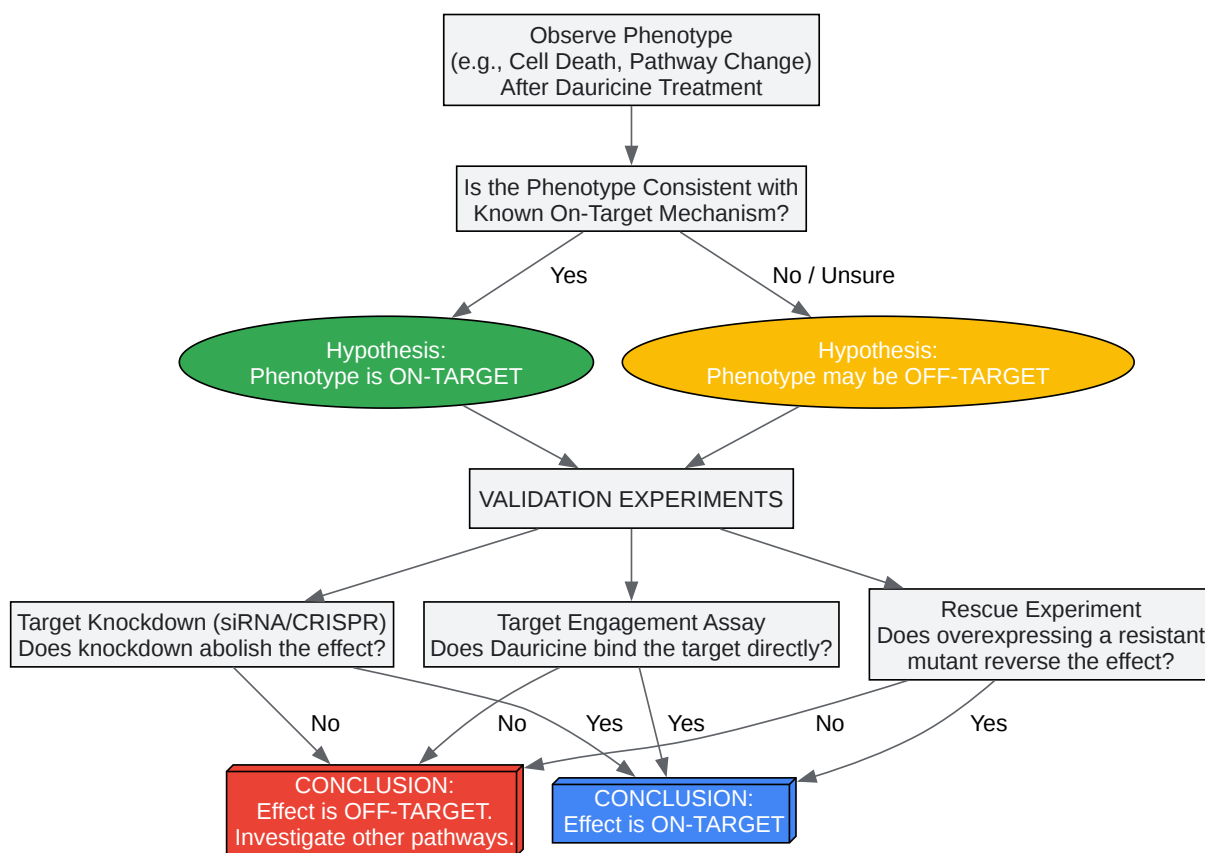 Observe Phenotype
(e.g., Cell Death, Pathway Change)
After Dauricine Treatment
Is the Phenotype Consistent with
Known On-Target Mechanism?
Yes
No / Unsure
Hypothesis:
Phenotype is ON-TARGET
Hypothesis:
Phenotype may be OFF-TARGET
VALIDATION EXPERIMENTS
Target Knockdown (siRNA/CRISPR)
Does knockdown abolish the effect?
Target Engagement Assay
Does Dauricine bind the target directly?
Rescue Experiment
Does overexpressing a resistant
mutant reverse the effect?
No
No
Yes
Yes
No
Yes
CONCLUSION:
Effect is OFF-TARGET.
Investigate other pathways.
CONCLUSION:
Effect is ON-TARGET